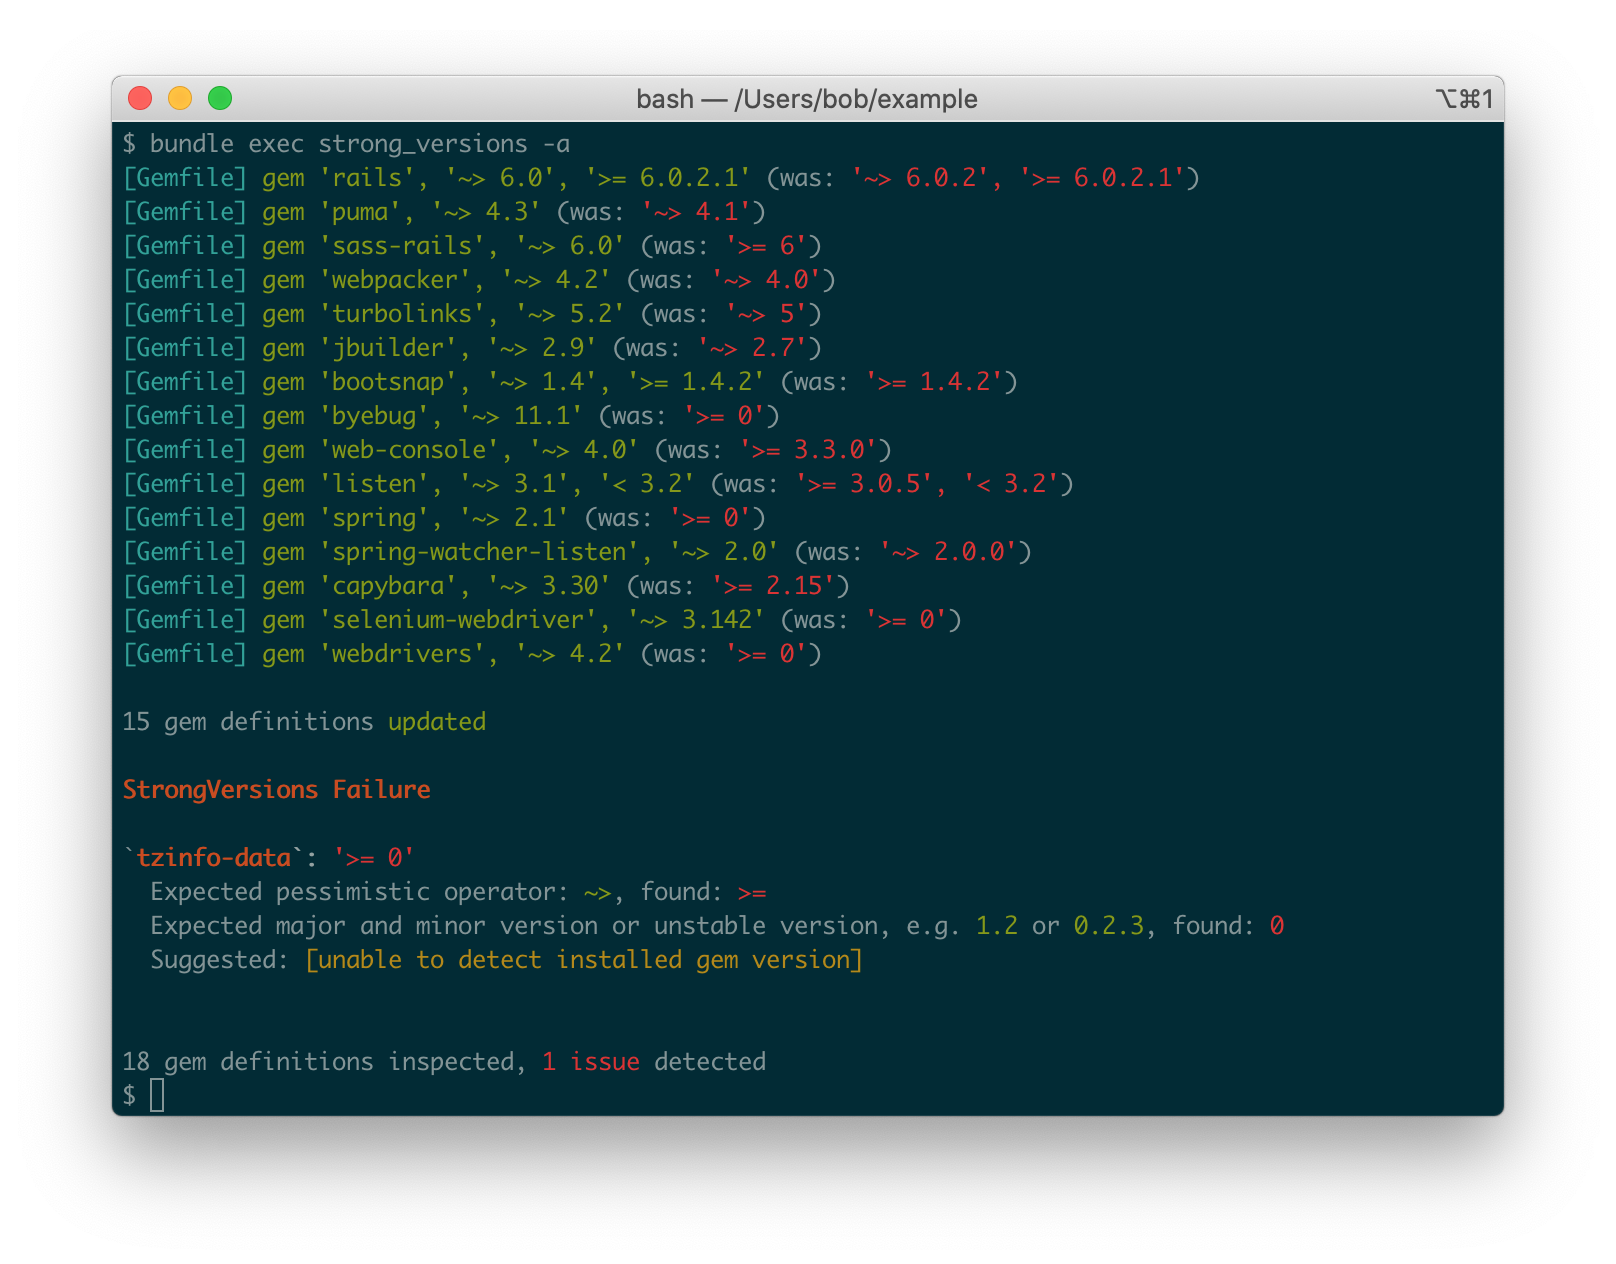 bash — /Users/bob/example ⌥⌘1
$ bundle exec strong_versions -a
[Gemfile] gem 'rails', '~> 6.0', '>= 6.0.2.1' (was: '~> 6.0.2', '>= 6.0.2.1')
[Gemfile] gem 'puma', '~> 4.3' (was: '~> 4.1')
[Gemfile] gem 'sass-rails', '~> 6.0' (was: '>= 6')
[Gemfile] gem 'webpacker', '~> 4.2' (was: '~> 4.0')
[Gemfile] gem 'turbolinks', '~> 5.2' (was: '~> 5')
[Gemfile] gem 'jbuilder', '~> 2.9' (was: '~> 2.7')
[Gemfile] gem 'bootsnap', '~> 1.4', '>= 1.4.2' (was: '>= 1.4.2')
[Gemfile] gem 'byebug', '~> 11.1' (was: '>= 0')
[Gemfile] gem 'web-console', '~> 4.0' (was: '>= 3.3.0')
[Gemfile] gem 'listen', '~> 3.1', '< 3.2' (was: '>= 3.0.5', '< 3.2')
[Gemfile] gem 'spring', '~> 2.1' (was: '>= 0')
[Gemfile] gem 'spring-watcher-listen', '~> 2.0' (was: '~> 2.0.0')
[Gemfile] gem 'capybara', '~> 3.30' (was: '>= 2.15')
[Gemfile] gem 'selenium-webdriver', '~> 3.142' (was: '>= 0')
[Gemfile] gem 'webdrivers', '~> 4.2' (was: '>= 0')
15 gem definitions updated
StrongVersions Failure
`tzinfo-data`: '>= 0'
Expected pessimistic operator: ~>, found: >=
Expected major and minor version or unstable version, e.g. 1.2 or 0.2.3, found: 0
Suggested: [unable to detect installed gem version]
18 gem definitions inspected, 1 issue detected
$